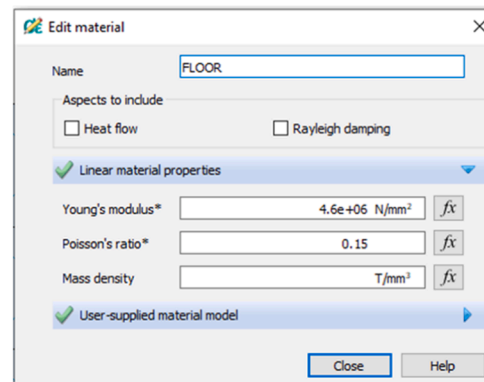 Edit material
Name FLOOR
Aspects to include
Heat flow Rayleigh damping
Linear material properties
Young's modulus* 4.6e+06 N/mm² fx
Poisson's ratio* 0.15 fx
Mass density T/mm³ fx
User-supplied material model
Close Help